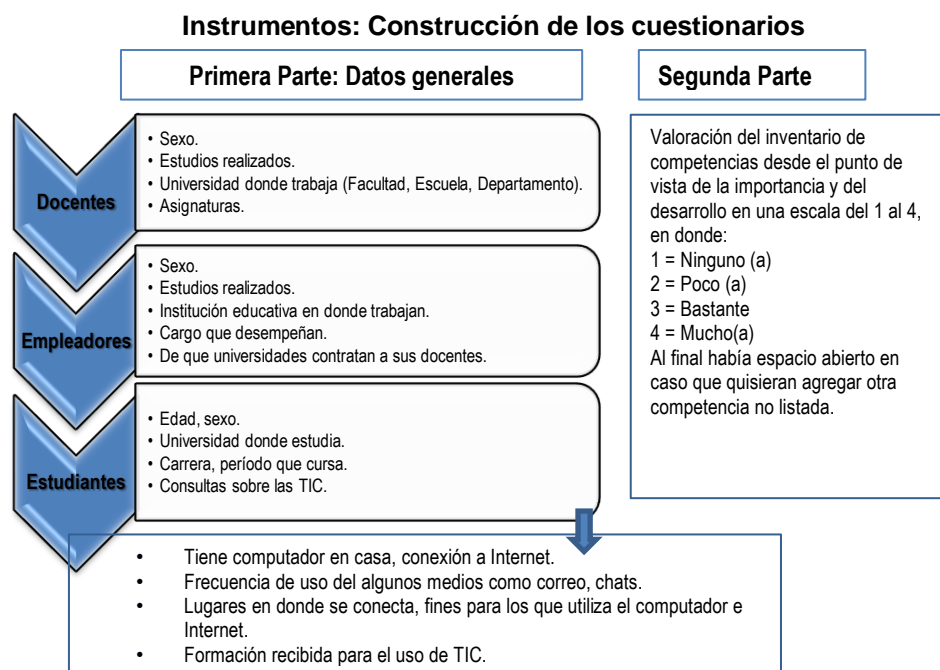 Instrumentos: Construcción de los cuestionarios
Primera Parte: Datos generales
Segunda Parte
Docentes
• Sexo.
• Estudios realizados.
• Universidad donde trabaja (Facultad, Escuela, Departamento).
• Asignaturas.
Empleadores
• Sexo.
• Estudios realizados.
• Institución educativa en donde trabajan.
• Cargo que desempeñan.
• De que universidades contratan a sus docentes.
Estudiantes
• Edad, sexo.
• Universidad donde estudia.
• Carrera, período que cursa.
• Consultas sobre las TIC.
Valoración del inventario de
competencias desde el punto de
vista de la importancia y del
desarrollo en una escala del 1 al 4,
en donde:
1 = Ninguno (a)
2 = Poco (a)
3 = Bastante
4 = Mucho(a)
Al final había espacio abierto en
caso que quisieran agregar otra
competencia no listada.
• Tiene computador en casa, conexión a Internet.
• Frecuencia de uso del algunos medios como correo, chats.
• Lugares en donde se conecta, fines para los que utiliza el computador e
Internet.
• Formación recibida para el uso de TIC.